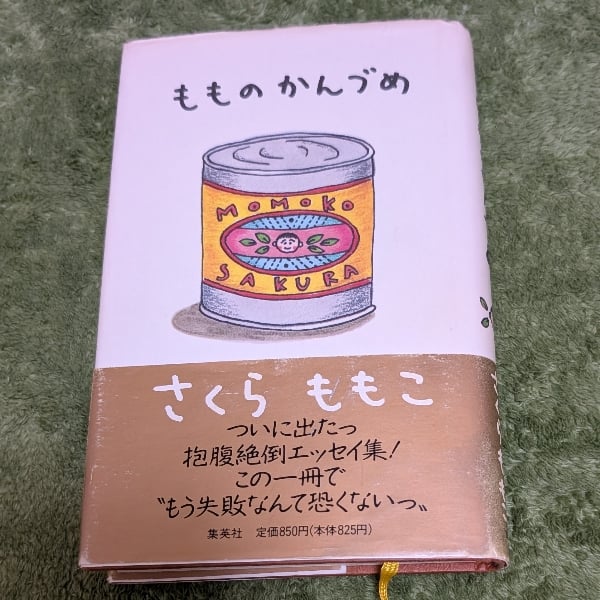 もものかんづめ
MOMOKO
SAKURA
さくらももこ
ついに出たっ
抱腹絶倒エッセイ集!
この一冊で
〝もう失敗なんて恐くないっ〟
集英社 定価850円(本体825円)